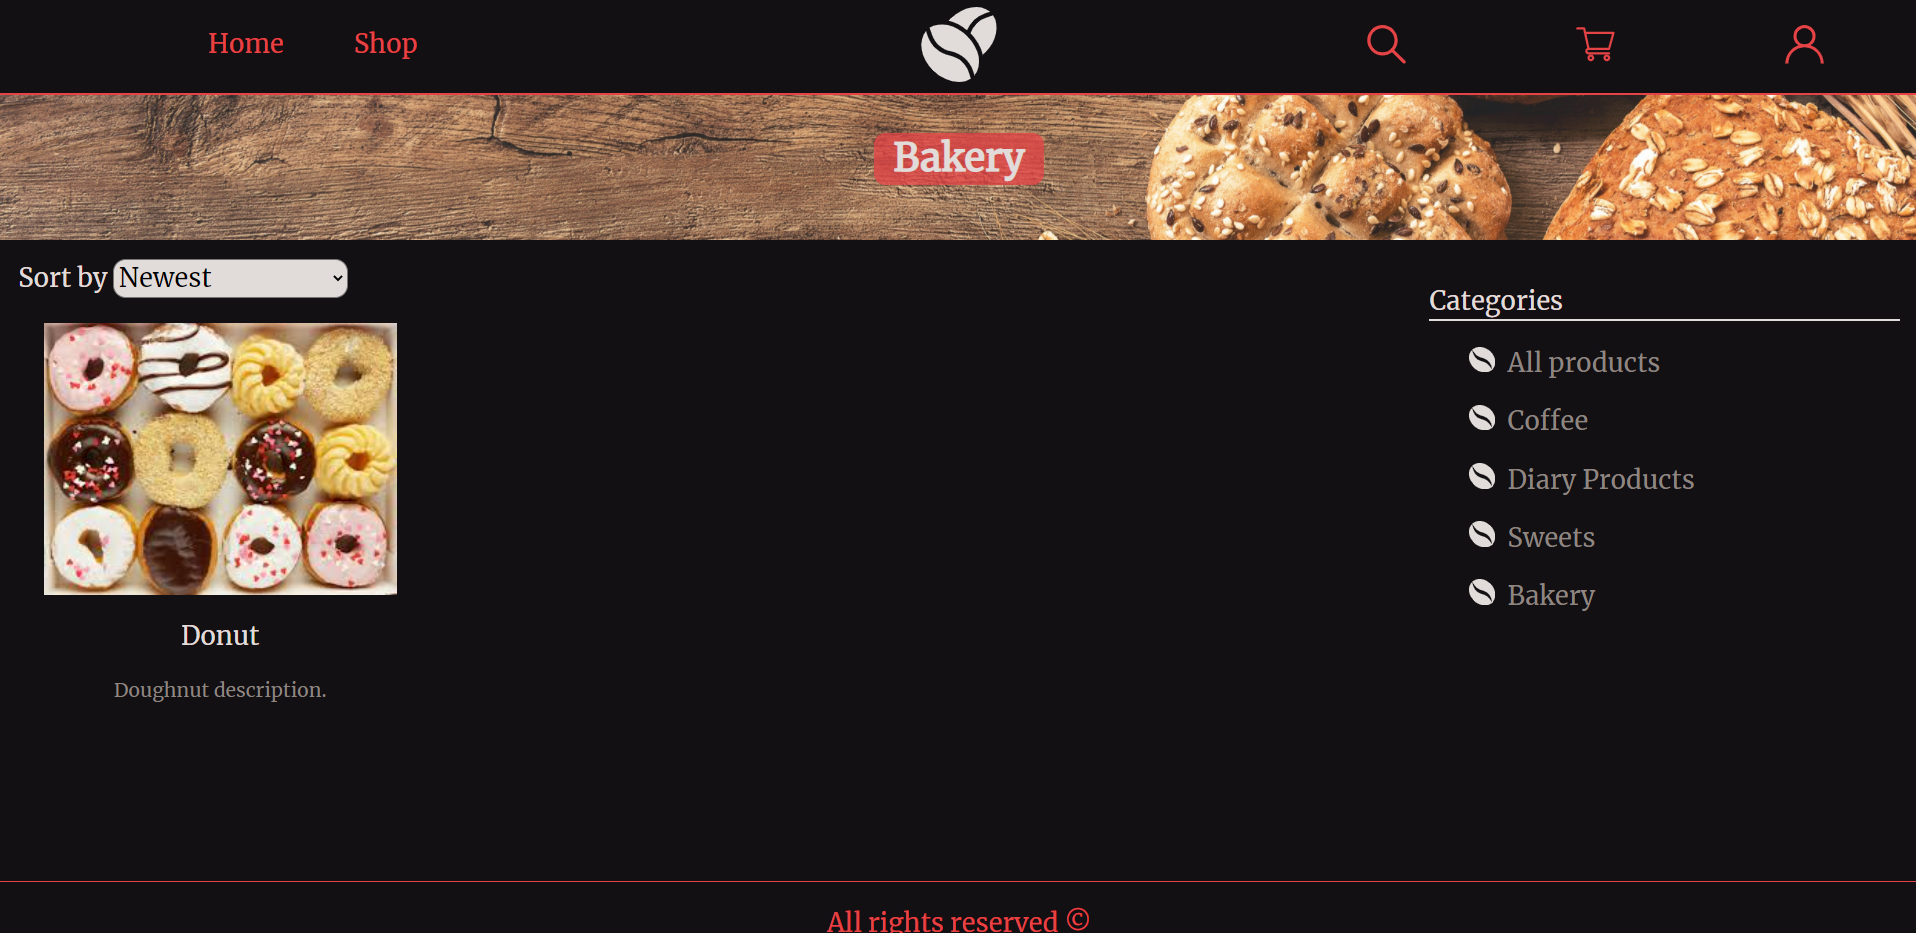 Home
Shop
Bakery
Sort by Newest
Categories
All products
Coffee
Diary Products
Sweets
Bakery
Donut
Doughnut description.
All rights reserved ©